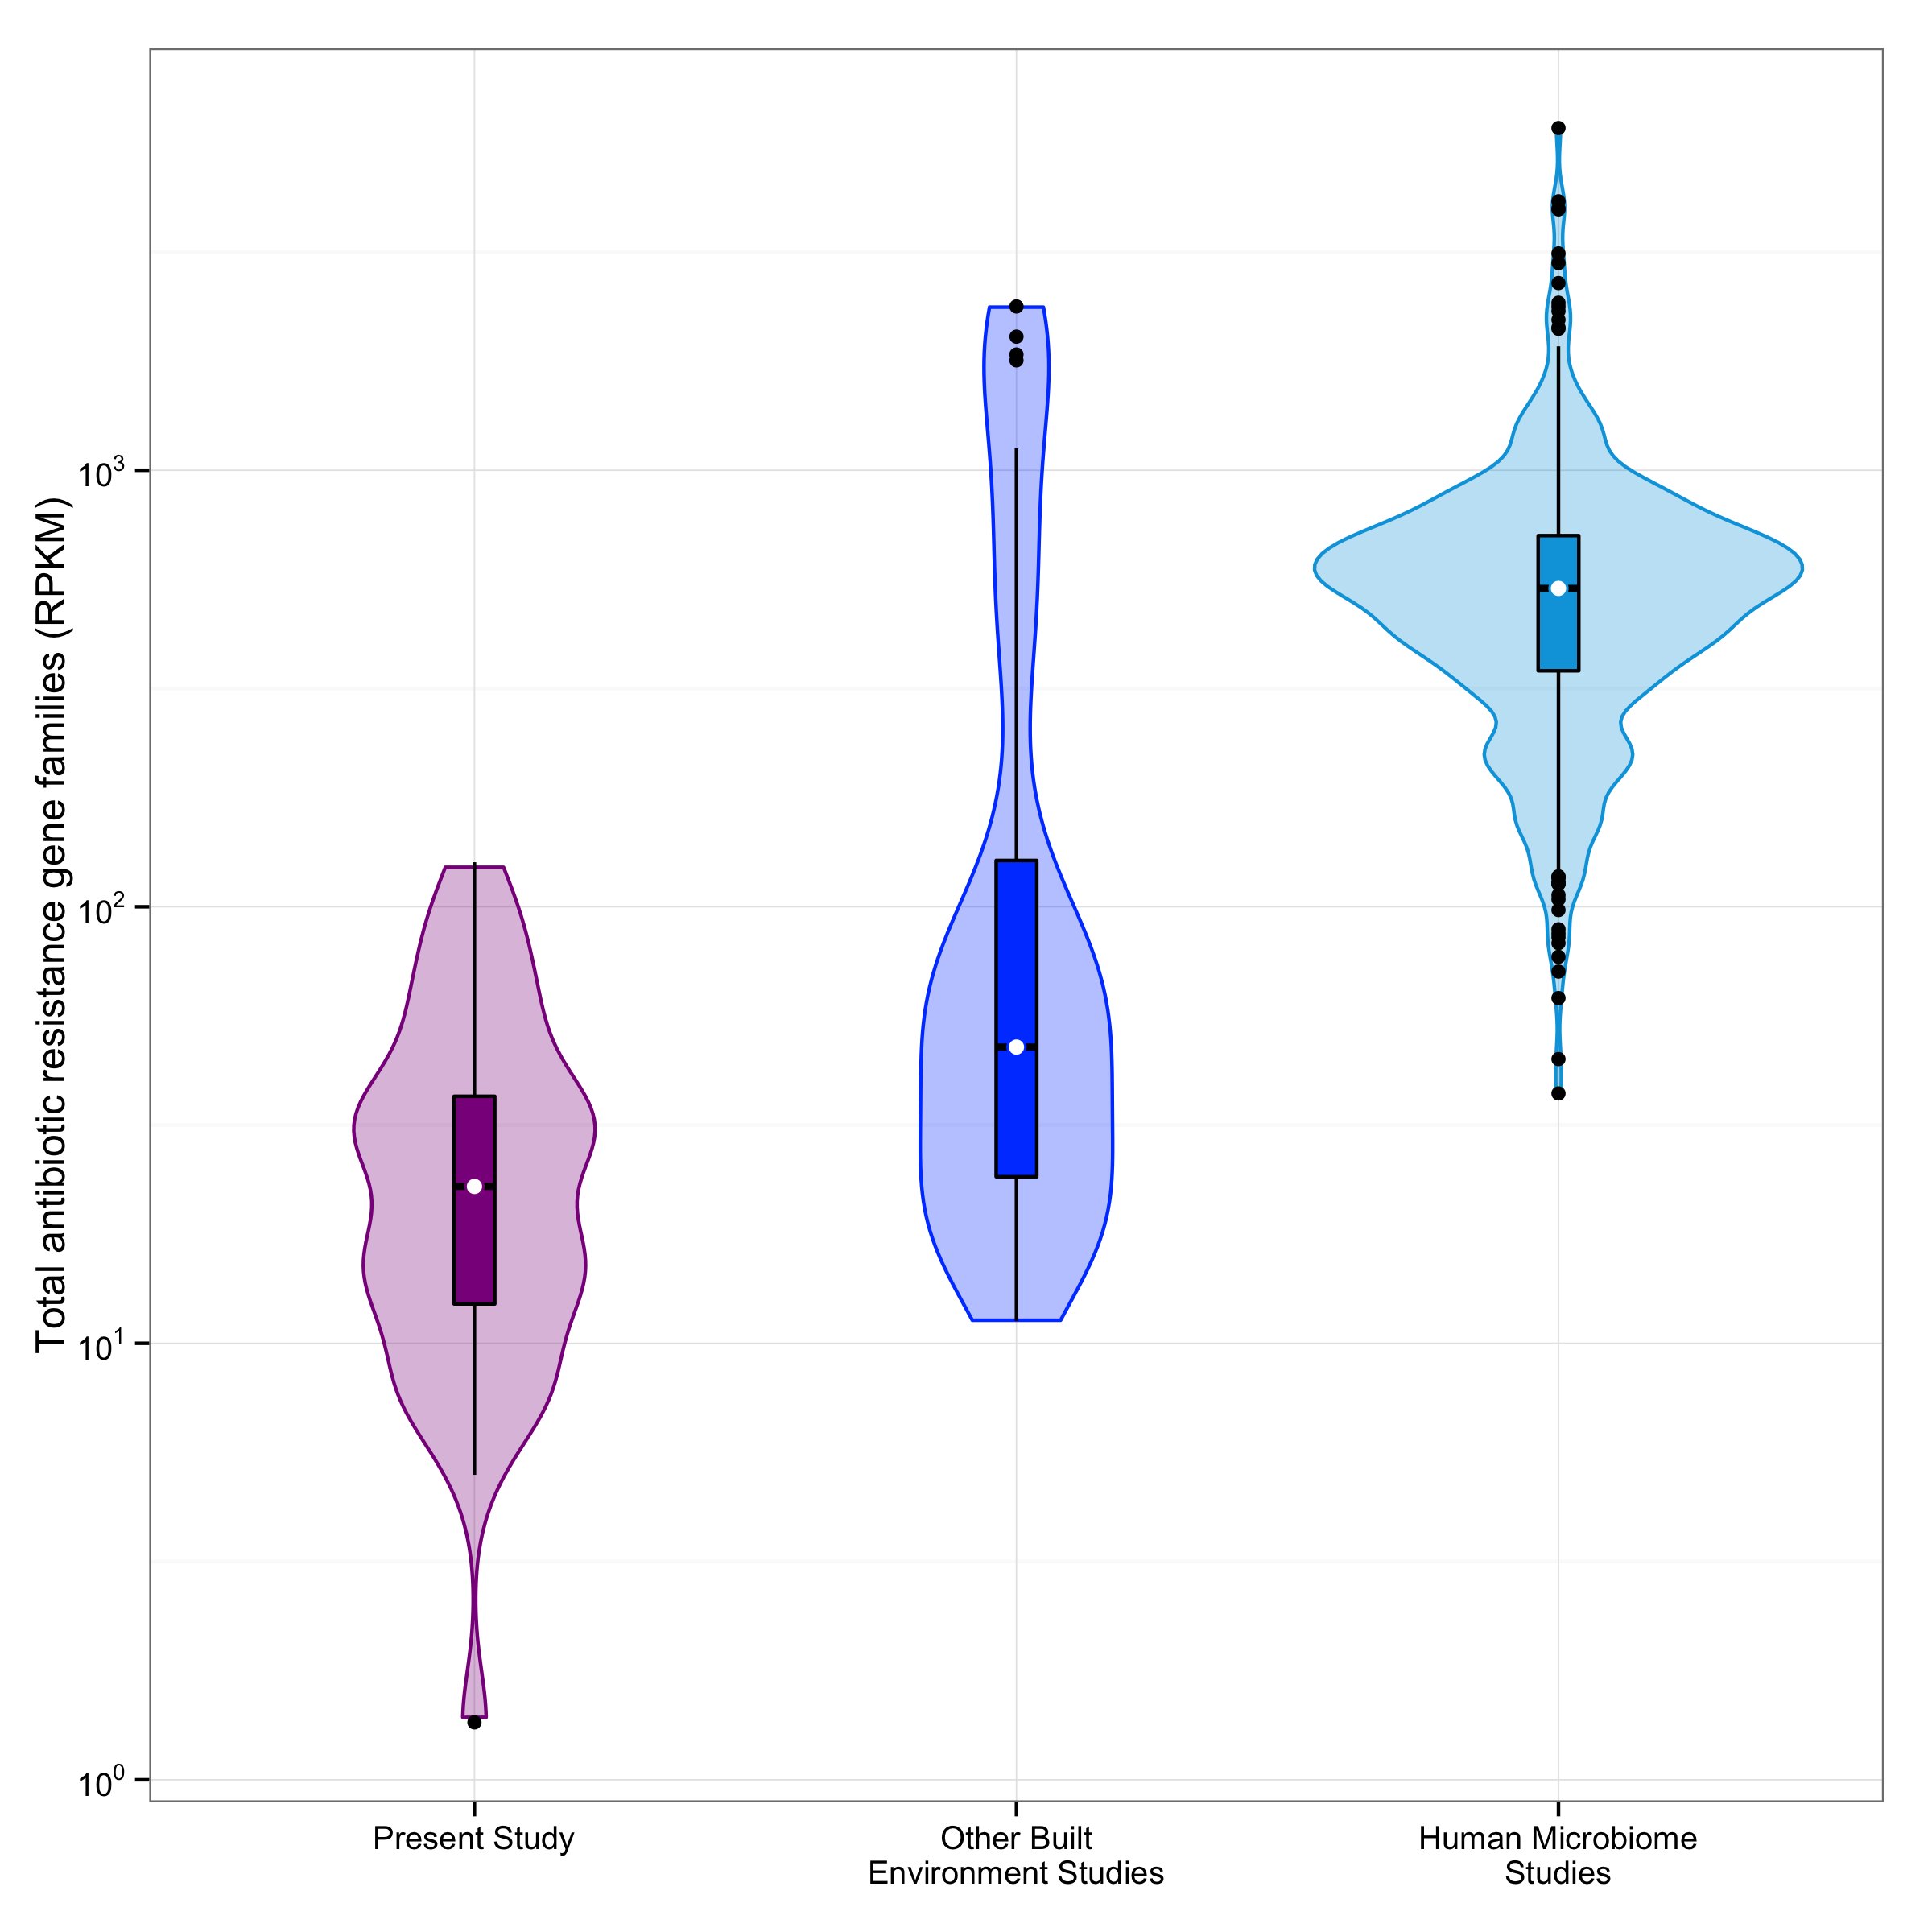 Total antibiotic resistance gene families (RPKM)
10³
10²
10¹
10⁰
Present Study
Other Built
Environment Studies
Human Microbiome
Studies